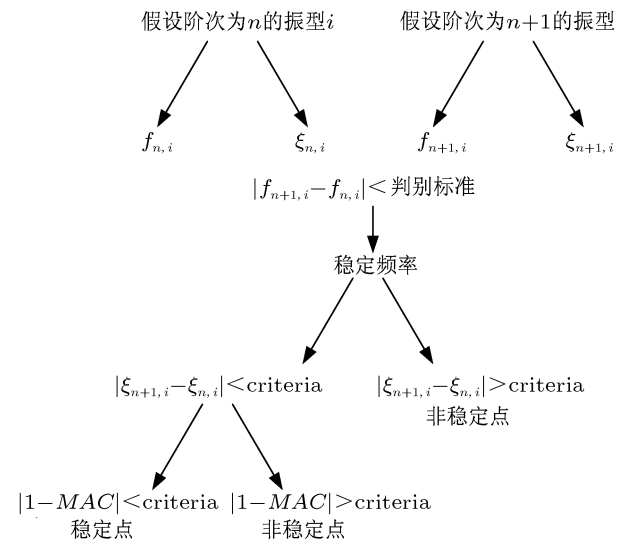 假设阶次为n的振型i 假设阶次为n+1的振型
f_{n,i} ξ_{n,i} f_{n+1,i} ξ_{n+1,i}
|f_{n+1,i}−f_{n,i}|<判别标准
稳定频率
|ξ_{n+1,i}−ξ_{n,i}|<criteria |ξ_{n+1,i}−ξ_{n,i}|>criteria
非稳定点
|1−MAC|<criteria |1−MAC|>criteria
稳定点 非稳定点